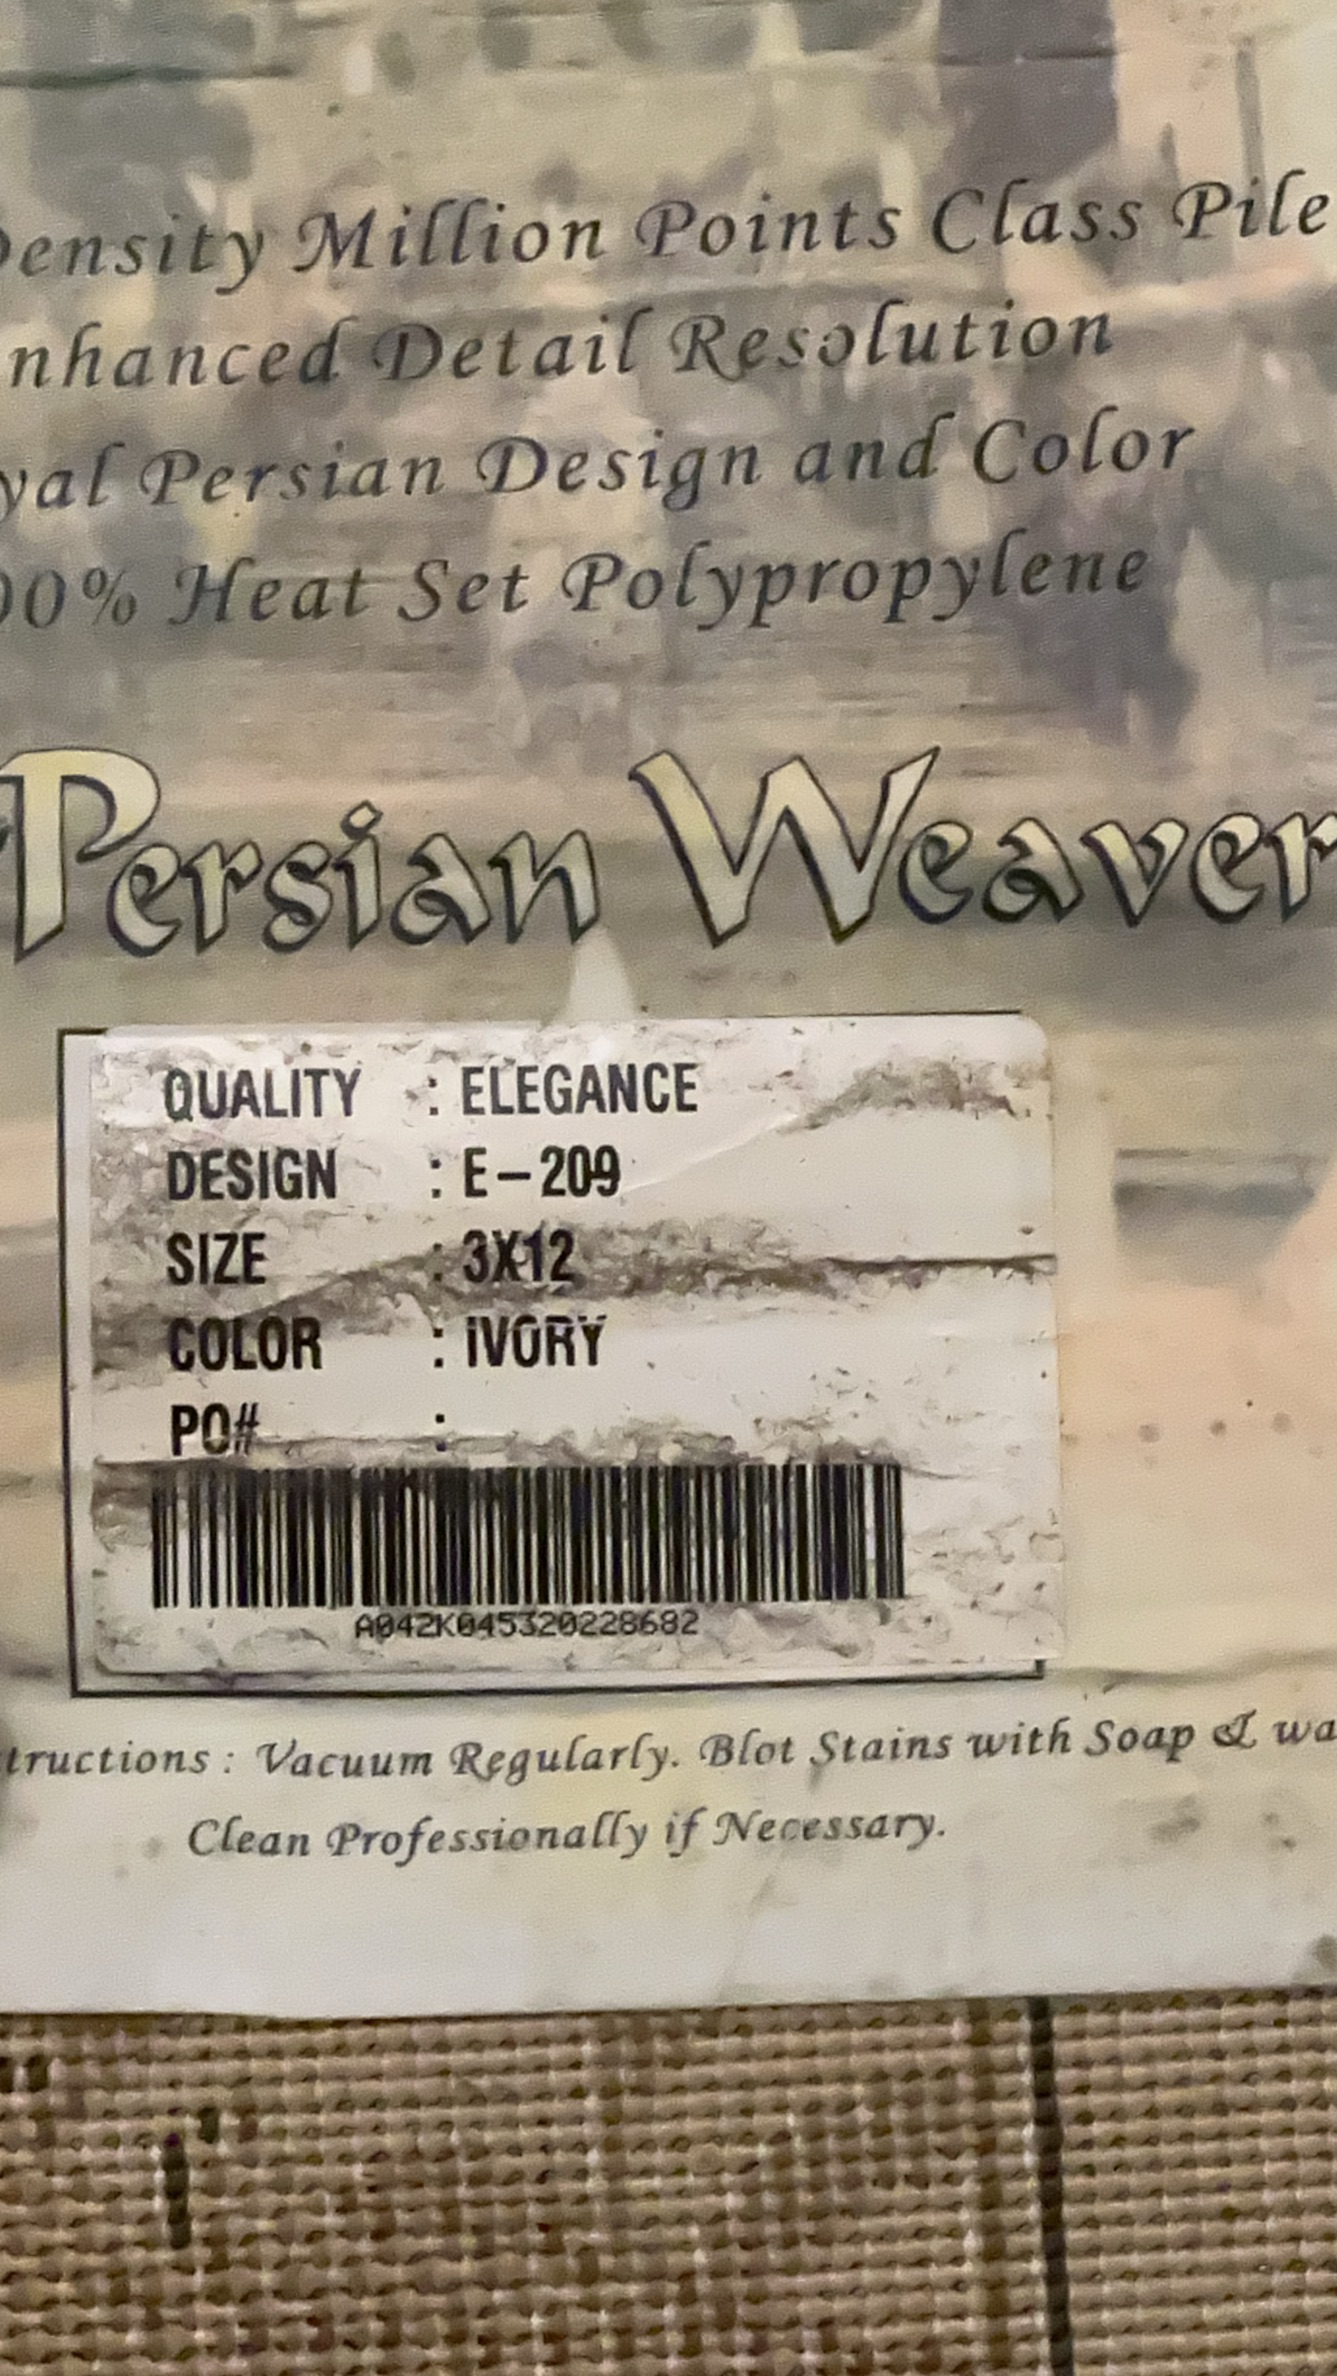 Density Million Points Class Pile
nhanced Detail Resolution
yal Persian Design and Color
00% Heat Set Polypropylene
Persian Weaver
QUALITY : ELEGANCE
DESIGN : E-209
SIZE : 3X12
COLOR : IVORY
PO# :
A042K045320228682
tructions : Vacuum Regularly. Blot Stains with Soap & wa
Clean Professionally if Necessary.